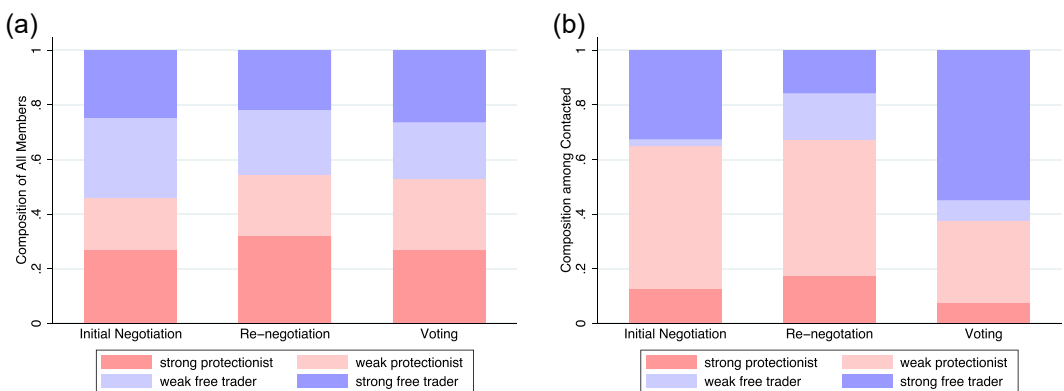 (a)
Composition of All Members
1
.8
.6
.4
.2
0
Initial Negotiation Re-negotiation Voting
strong protectionist weak protectionist
weak free trader strong free trader
(b)
Composition among Contacted
1
.8
.6
.4
.2
0
Initial Negotiation Re-negotiation Voting
strong protectionist weak protectionist
weak free trader strong free trader